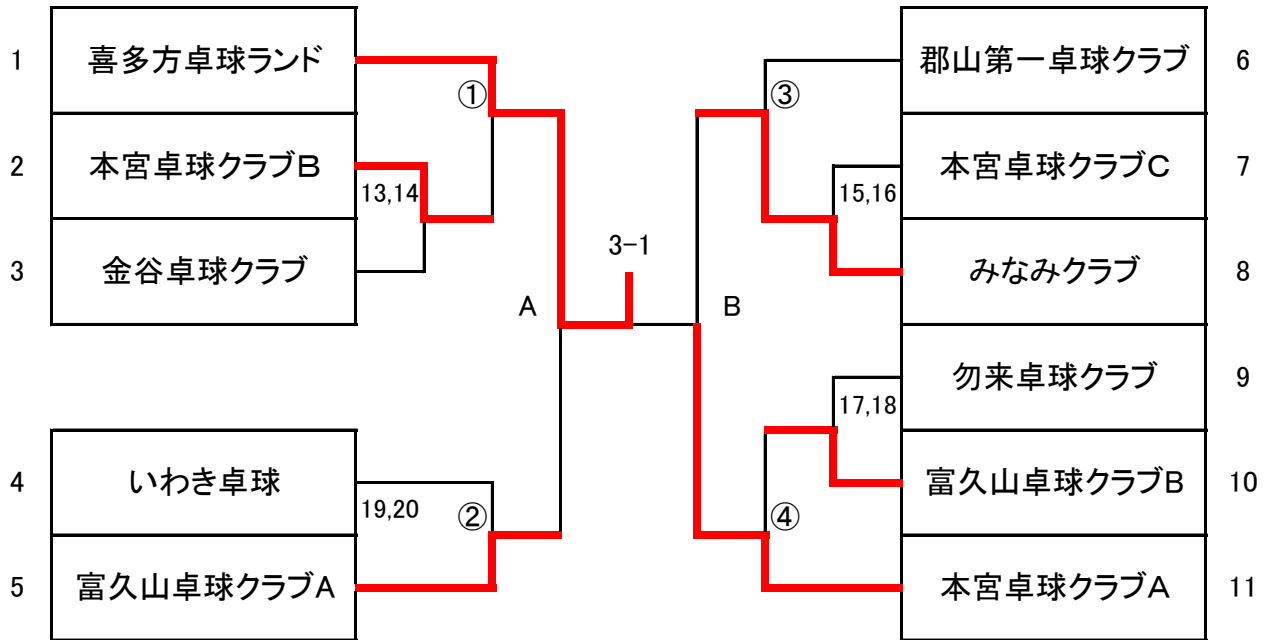 1 喜多方卓球ランド
①
2 本宮卓球クラブB
13,14
3 金谷卓球クラブ
A
4 いわき卓球
19,20
②
5 富久山卓球クラブA
3-1
郡山第一卓球クラブ 6
③
本宮卓球クラブC 7
15,16
みなみクラブ 8
B
勿来卓球クラブ 9
17,18
富久山卓球クラブB 10
④
本宮卓球クラブA 11